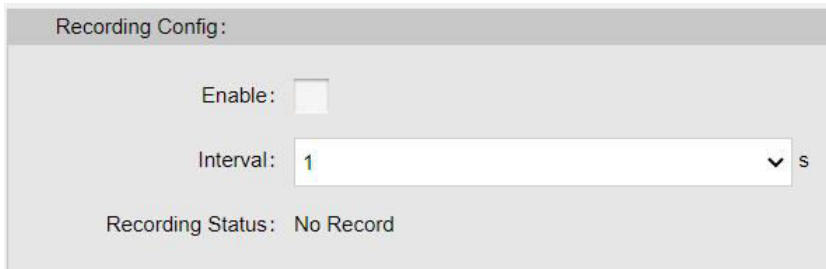 Recording Config:
Enable:
Interval: 1 s
Recording Status: No Record